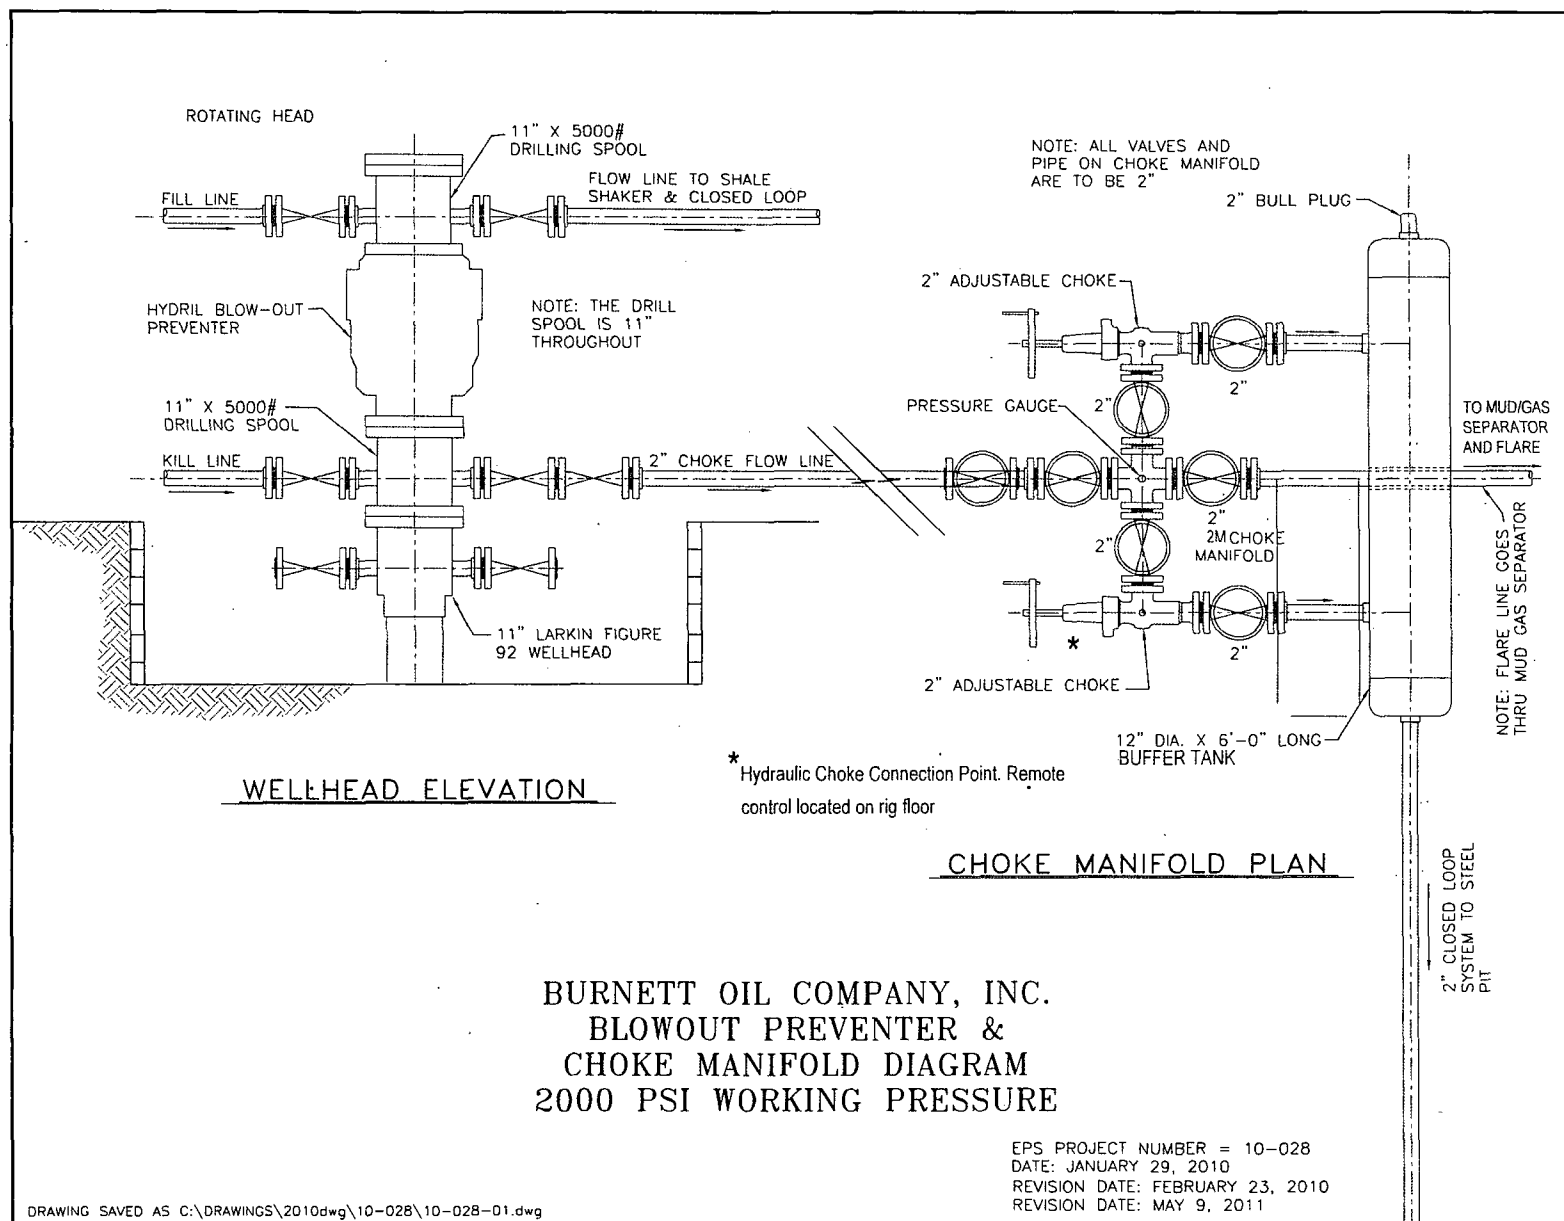 ROTATING HEAD
11" X 5000#
DRILLING SPOOL
FILL LINE
FLOW LINE TO SHALE
SHAKER & CLOSED LOOP
HYDRIL BLOW-OUT
PREVENTER
NOTE: THE DRILL
SPOOL IS 11"
THROUGHOUT
11" X 5000#
DRILLING SPOOL
KILL LINE
2" CHOKE FLOW LINE
11" LARKIN FIGURE
92 WELLHEAD
WELLHEAD ELEVATION
NOTE: ALL VALVES AND
PIPE ON CHOKE MANIFOLD
ARE TO BE 2"
2" BULL PLUG
2" ADJUSTABLE CHOKE
2"
PRESSURE GAUGE
2"
TO MUD/GAS
SEPARATOR
AND FLARE
2"
2M CHOKE
MANIFOLD
2"
2"
*
2" ADJUSTABLE CHOKE
12" DIA. X 6'-0" LONG
BUFFER TANK
NOTE: FLARE LINE GOES
THRU MUD GAS SEPARATOR
* Hydraulic Choke Connection Point. Remote
control located on rig floor
CHOKE MANIFOLD PLAN
2" CLOSED LOOP
SYSTEM TO STEEL
PIT
BURNETT OIL COMPANY, INC.
BLOWOUT PREVENTER &
CHOKE MANIFOLD DIAGRAM
2000 PSI WORKING PRESSURE
EPS PROJECT NUMBER = 10-028
DATE: JANUARY 29, 2010
REVISION DATE: FEBRUARY 23, 2010
REVISION DATE: MAY 9, 2011
DRAWING SAVED AS C:\DRAWINGS\2010dwg\10-028\10-028-01.dwg